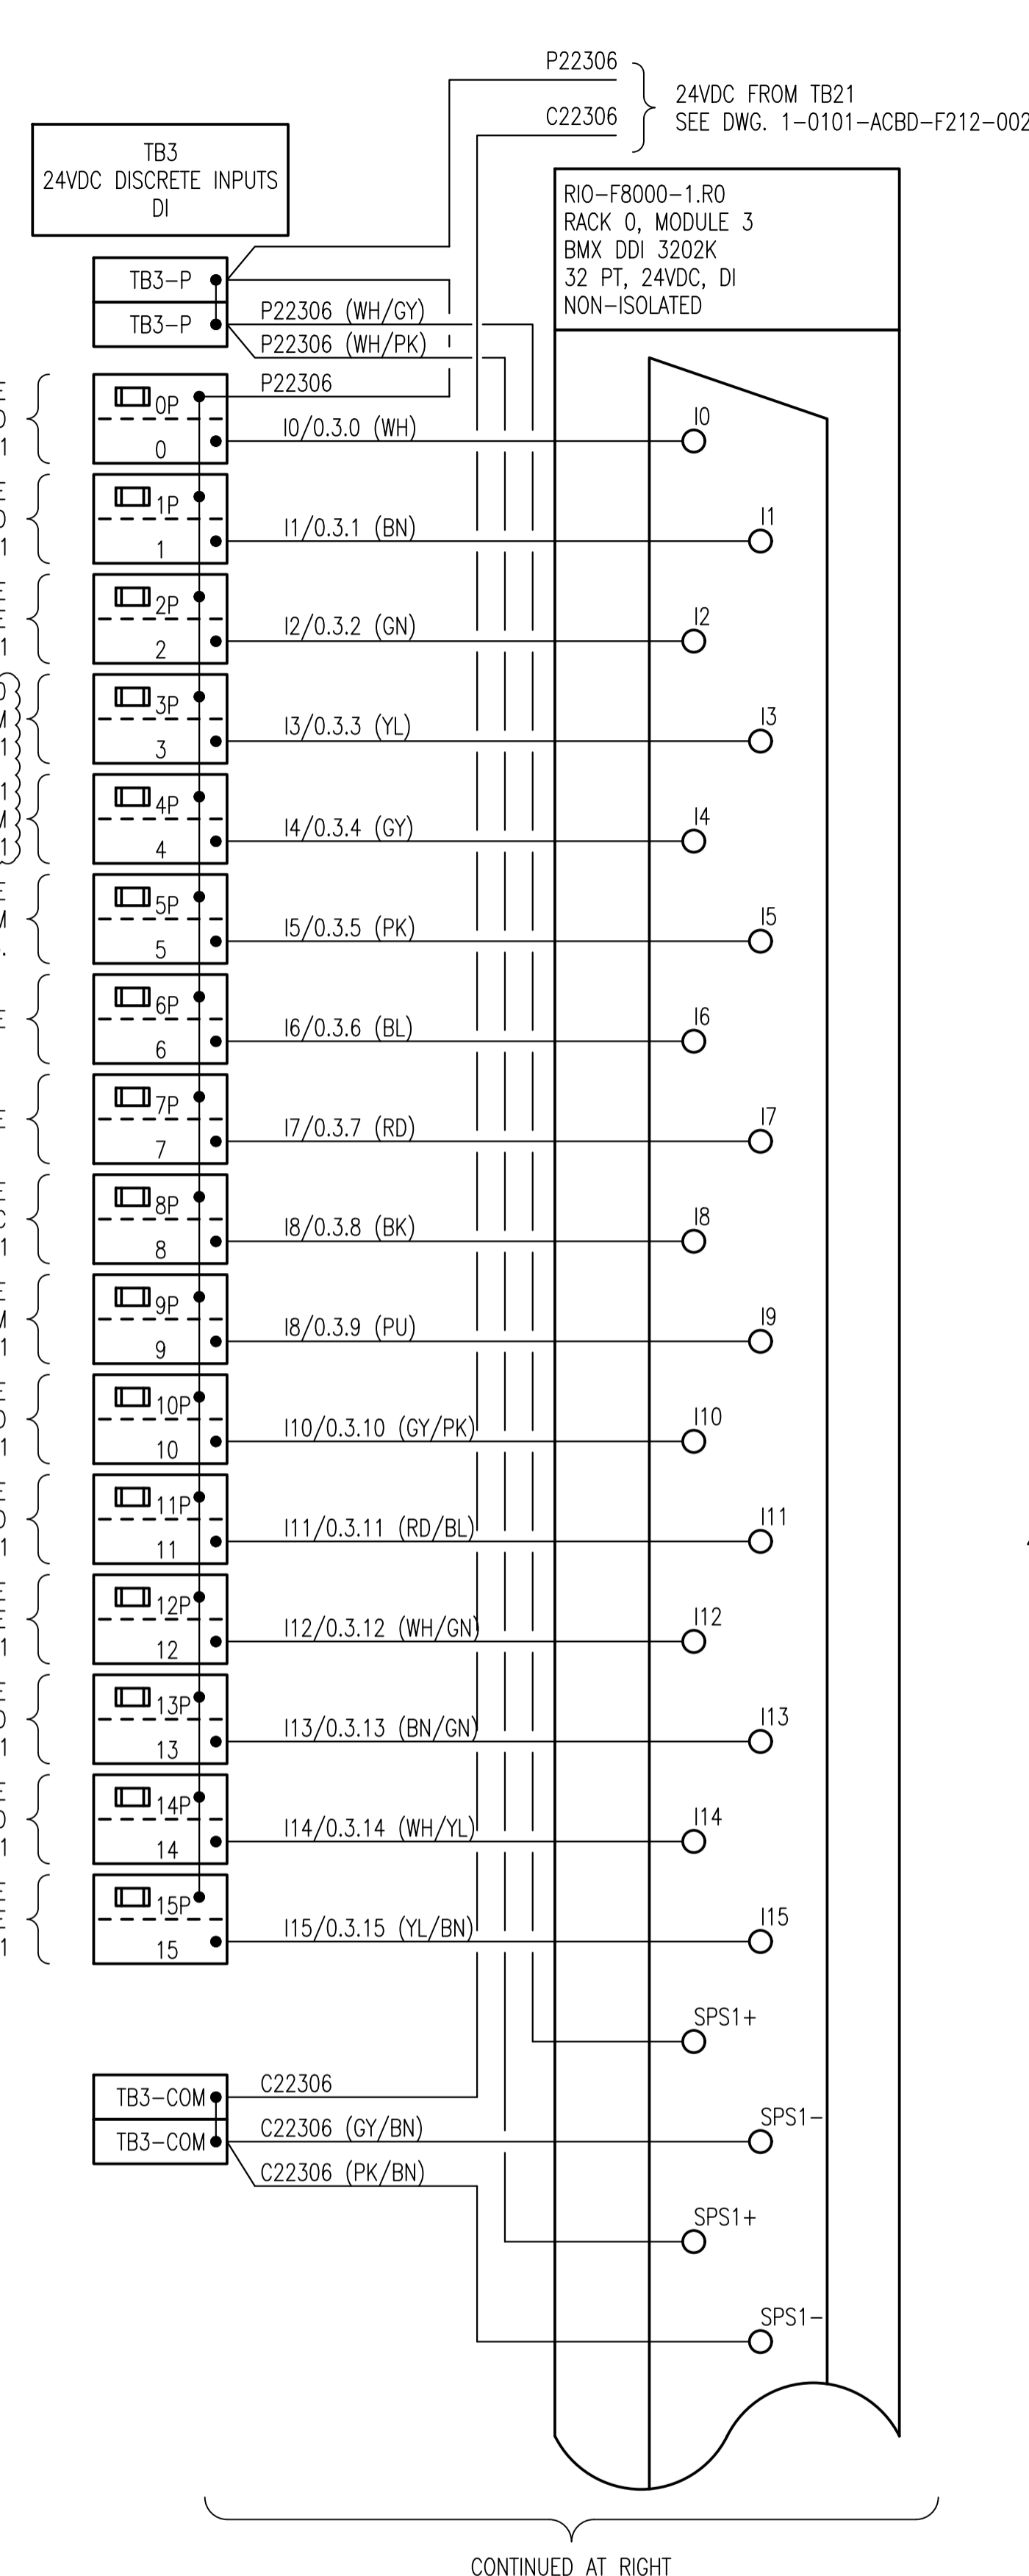 P22306
C22306
24VDC FROM TB21
SEE DWG. 1-0101-ACBD-F212-002
TB3
24VDC DISCRETE INPUTS
DI
RIO-F8000-1.R0
RACK 0, MODULE 3
BMX DDI 3202K
32 PT, 24VDC, DI
NON-ISOLATED
TB3-P
TB3-P
P22306 (WH/GY)
P22306 (WH/PK)
P22306
0P
0
I0/0.3.0 (WH)
I0
1P
1
I1/0.3.1 (BN)
I1
2P
2
I2/0.3.2 (GN)
I2
3P
3
I3/0.3.3 (YL)
I3
4P
4
I4/0.3.4 (GY)
I4
5P
5
I5/0.3.5 (PK)
I5
6P
6
I6/0.3.6 (BL)
I6
7P
7
I7/0.3.7 (RD)
I7
8P
8
I8/0.3.8 (BK)
I8
9P
9
I8/0.3.9 (PU)
I9
10P
10
I10/0.3.10 (GY/PK)
I10
11P
11
I11/0.3.11 (RD/BL)
I11
12P
12
I12/0.3.12 (WH/GN)
I12
13P
13
I13/0.3.13 (BN/GN)
I13
14P
14
I14/0.3.14 (WH/YL)
I14
15P
15
I15/0.3.15 (YL/BN)
I15
SPS1+
TB3-COM
C22306
TB3-COM
C22306 (GY/BN)
SPS1-
C22306 (PK/BN)
SPS1+
SPS1-
CONTINUED AT RIGHT